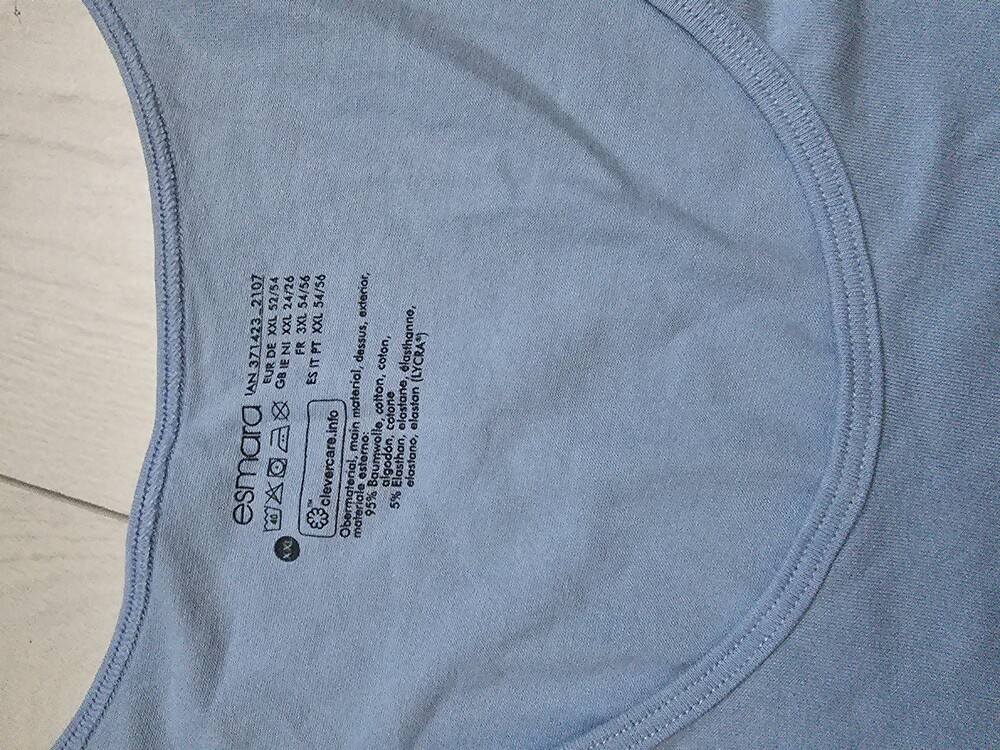 esmara
IAN 371423_2107
EUR DE XXL 52/54
GB IE NI XXL 24/26
FR 3XL 54/56
ES IT PT XXL 54/56
40
XXL
clevercare.info
Obermaterial, main material, dessus, exterior,
materiale esterno:
95% Baumwolle, cotton, coton,
algodón, cotone
5% Elasthan, elastane, élasthanne,
elastano, elastan (LYCRA®)